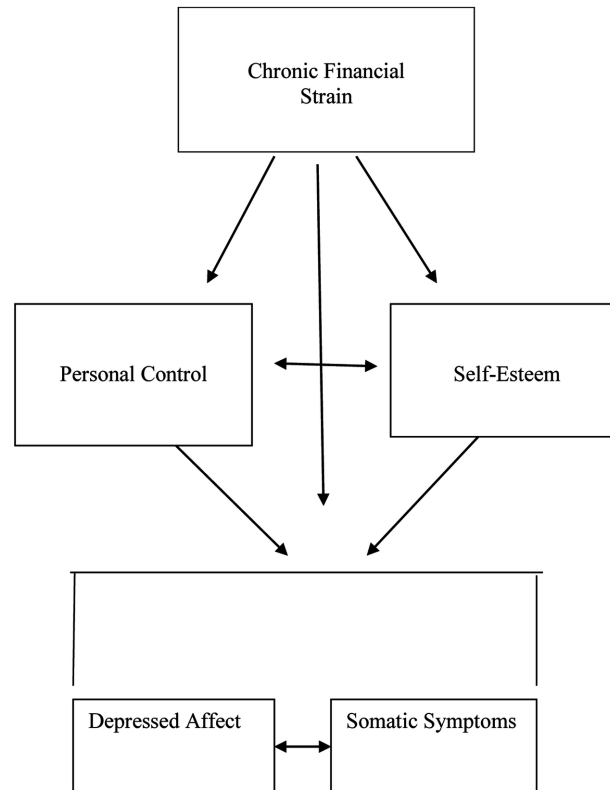 Chronic Financial
Strain
Personal Control
Self-Esteem
Depressed Affect
Somatic Symptoms